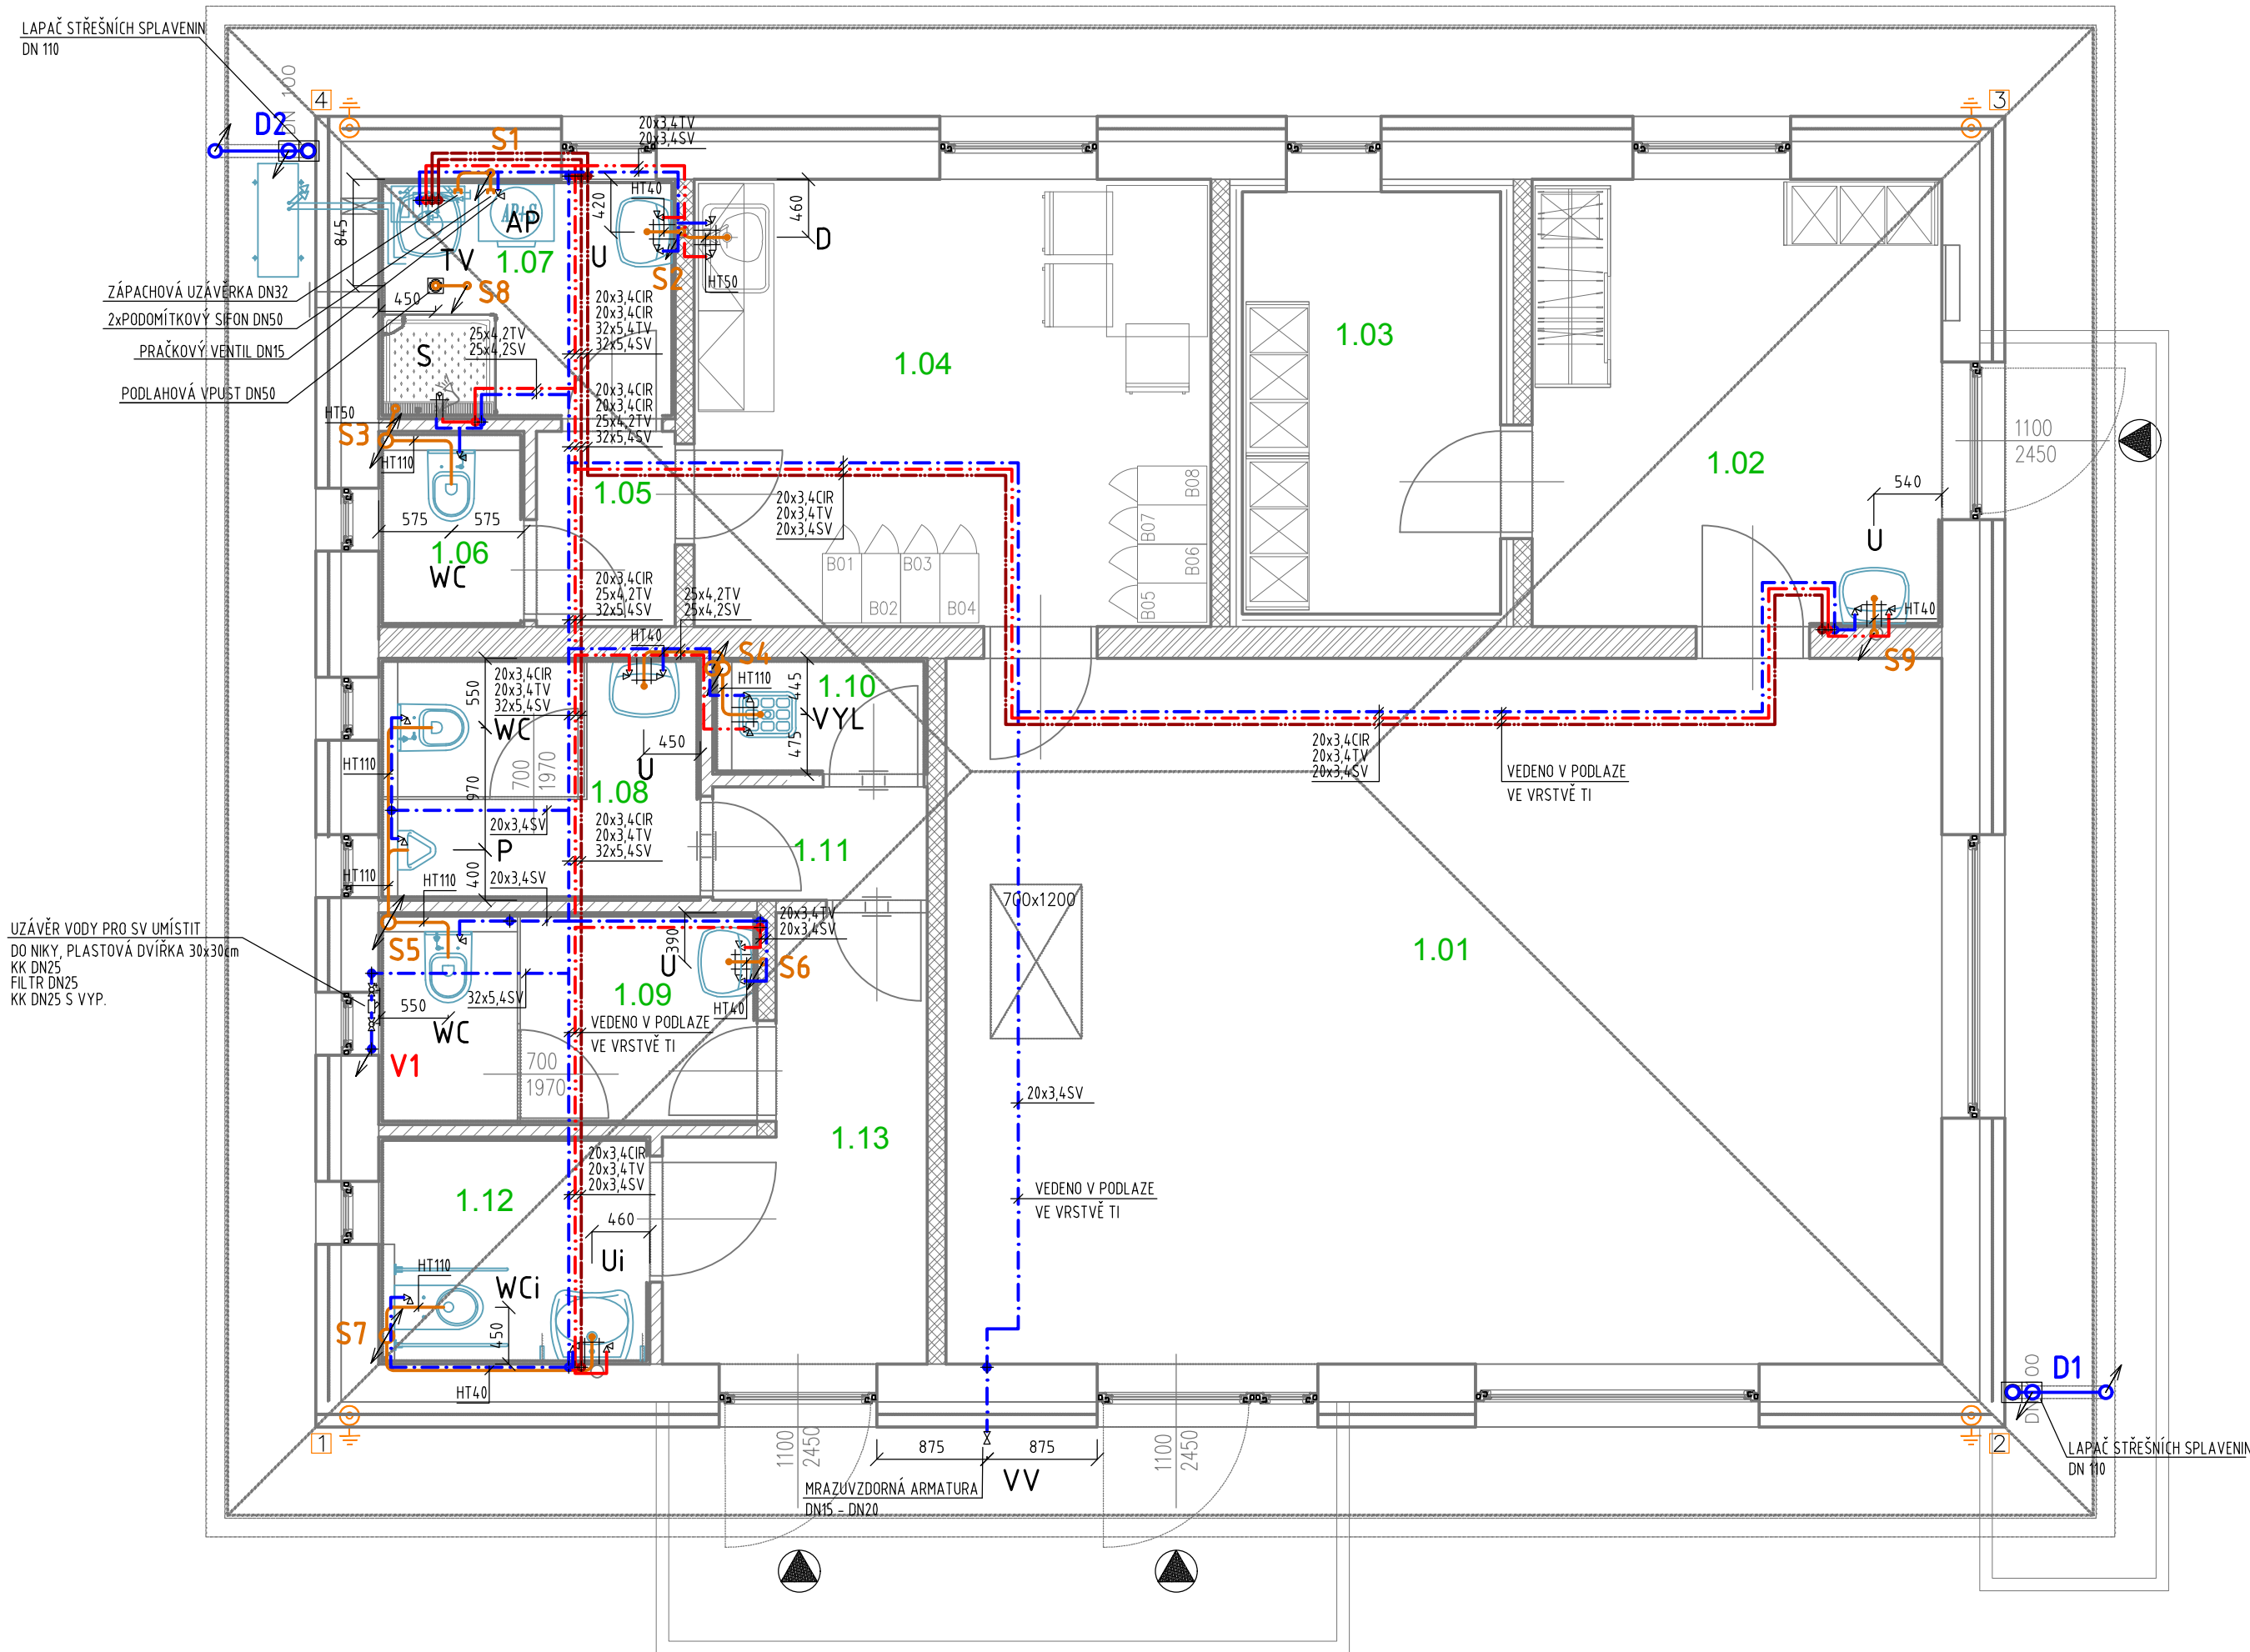 LAPAČ STŘEŠNÍCH SPLAVENIN
DN 110
4
3
D2
S1
20x3,4TV
20x3,4SV
HT40
420
460
D
845
AP
TV
1.07
U
S2
HT50
S8
ZÁPACHOVÁ UZÁVĚRKA DN32
2xPODOMÍTKOVÝ SIFON DN50
PRAČKOVÝ VENTIL DN15
PODLAHOVÁ VPUST DN50
450
S
25x4,2TV
25x4,2SV
20x3,4CIR
20x3,4CIR
32x5,4TV
32x5,4SV
20x3,4CIR
20x3,4CIR
25x4,2TV
32x5,4SV
1.04
1.03
1.02
1100
2450
HT50
S3
HT110
575
575
1.05
1.06
WC
20x3,4CIR
20x3,4TV
20x3,4SV
B01
B02
B03
B04
B05
B06
B07
B08
540
U
HT40
S9
20x3,4CIR
25x4,2TV
32x5,4SV
25x4,2TV
25x4,2SV
HT40
S4
HT110
445
1.10
VYL
475
550
20x3,4CIR
20x3,4TV
32x5,4SV
WC
450
U
HT110
970
700
1970
1.08
20x3,4SV
20x3,4CIR
20x3,4TV
32x5,4SV
P
400
1.11
HT110
HT110
20x3,4SV
20x3,4CIR
20x3,4TV
20x3,4SV
VEDENO V PODLAZE
VE VRSTVĚ TI
700x1200
1.01
UZÁVĚR VODY PRO SV UMÍSTIT
DO NIKY, PLASTOVÁ DVÍŘKA 30x30cm
KK DN25
FILTR DN25
KK DN25 S VYP.
S5
390
U
20x3,4TV
20x3,4SV
S6
1.09
HT40
32x5,4SV
550
WC
VEDENO V PODLAZE
VE VRSTVĚ TI
V1
700
1970
20x3,4SV
1.13
20x3,4CIR
20x3,4TV
20x3,4SV
1.12
460
Ui
VEDENO V PODLAZE
VE VRSTVĚ TI
HT110
WCi
450
S7
HT40
D1
1
2
1100
2450
875
875
VV
1100
2450
MRAZUVZDORNÁ ARMATURA
DN15 - DN20
LAPAČ STŘEŠNÍCH SPLAVENIN
DN 110